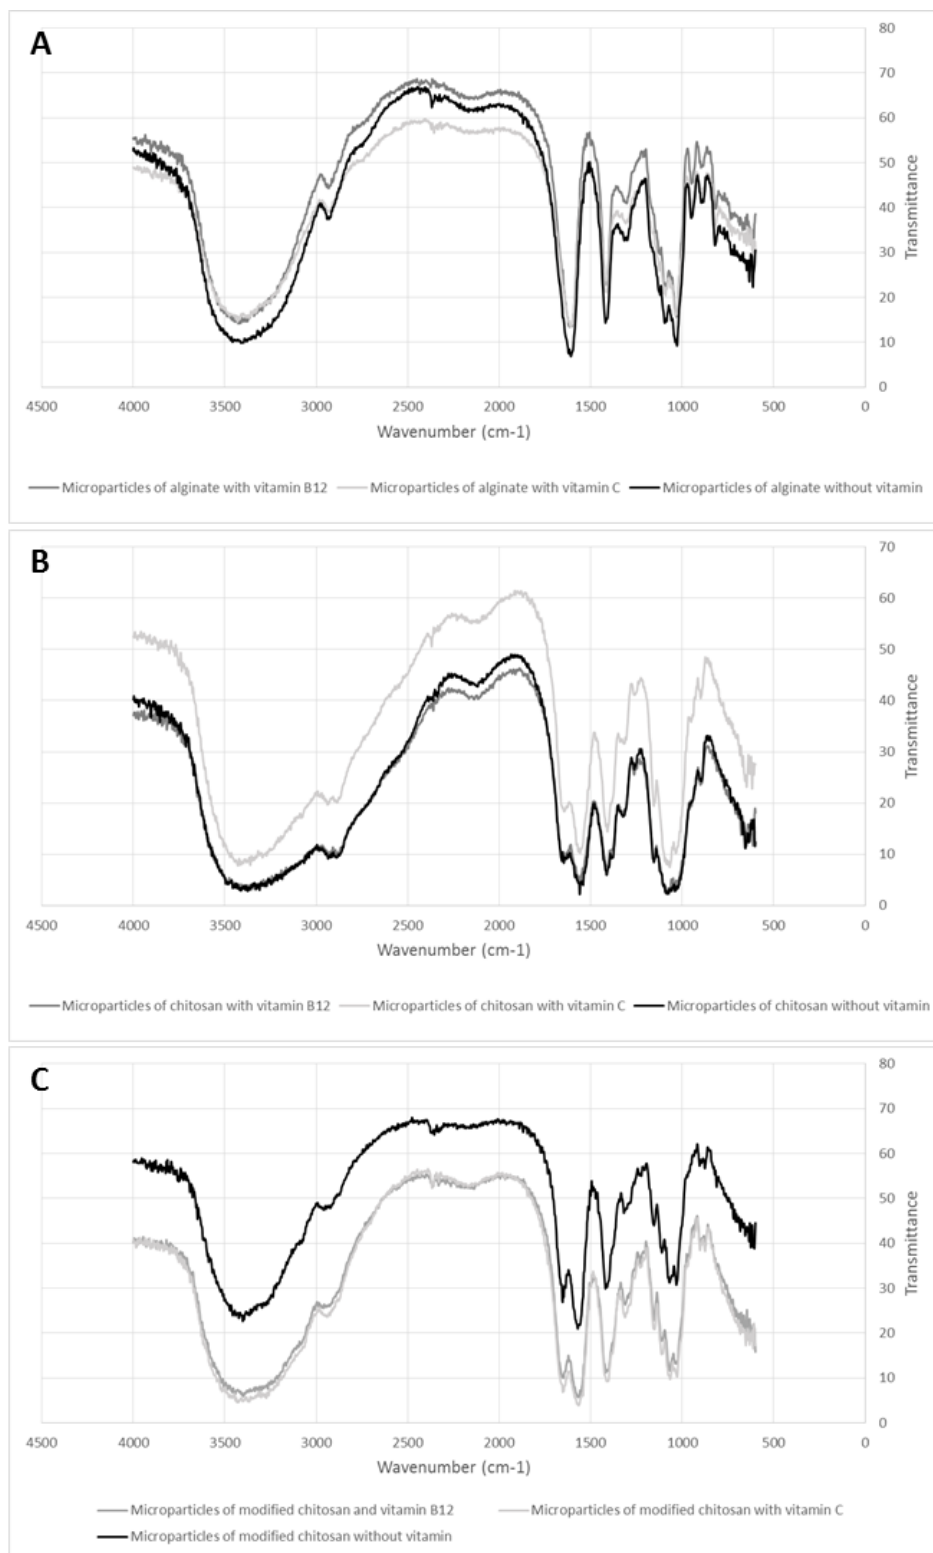 A
80
70
60
50
40
30
20
10
0
Transmittance
4500 4000 3500 3000 2500 2000 1500 1000 500 0
Wavenumber (cm-1)
Microparticles of alginate with vitamin B12 Microparticles of alginate with vitamin C Microparticles of alginate without vitamin
B
70
60
50
40
30
20
10
0
Transmittance
4500 4000 3500 3000 2500 2000 1500 1000 500 0
Wavenumber (cm-1)
Microparticles of chitosan with vitamin B12 Microparticles of chitosan with vitamin C Microparticles of chitosan without vitamin
C
80
70
60
50
40
30
20
10
0
Transmittance
4500 4000 3500 3000 2500 2000 1500 1000 500 0
Wavenumber (cm-1)
Microparticles of modified chitosan and vitamin B12 Microparticles of modified chitosan with vitamin C
Microparticles of modified chitosan without vitamin